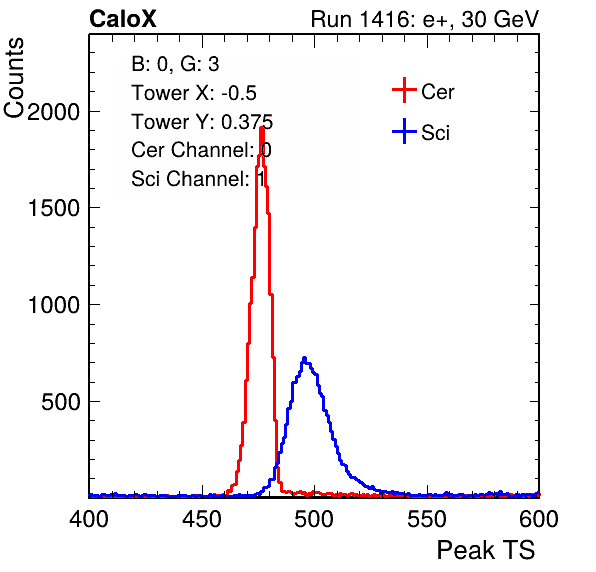 CaloX Run 1416: e+, 30 GeV
Counts
B: 0, G: 3
Tower X: -0.5
Tower Y: 0.375
Cer Channel: 0
Sci Channel: 1
Cer
Sci
2000
1500
1000
500
400 450 500 550 600
Peak TS